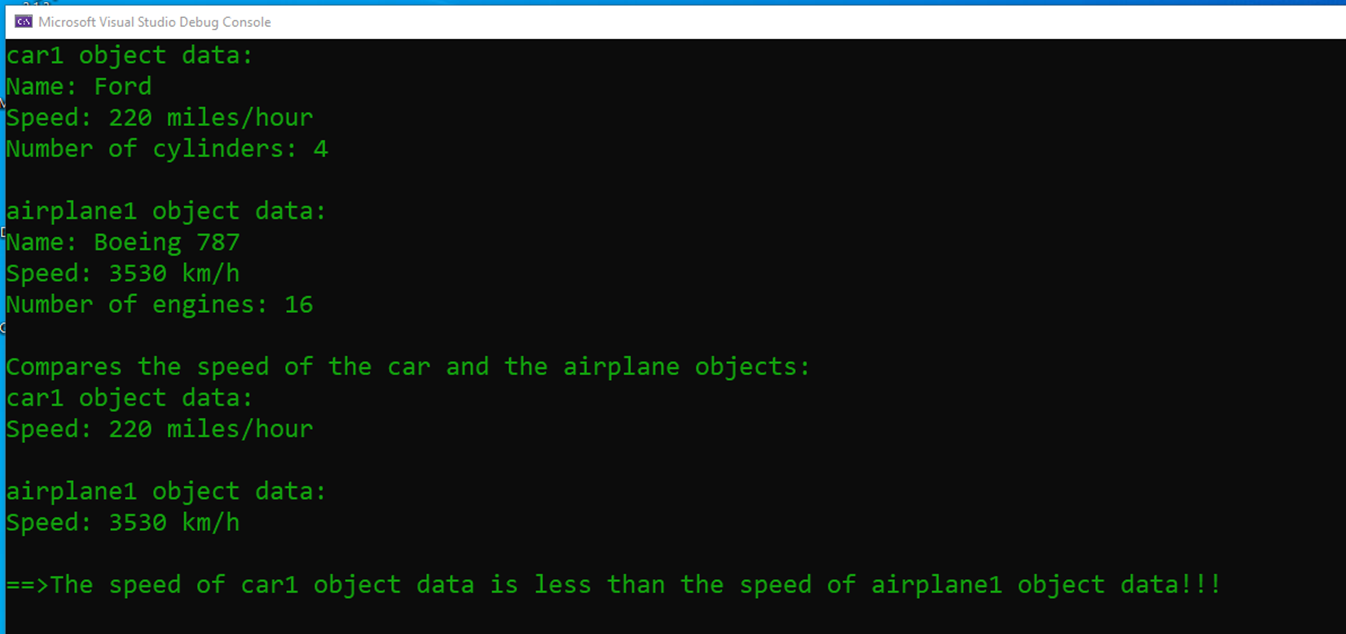 Microsoft Visual Studio Debug Console
car1 object data:
Name: Ford
Speed: 220 miles/hour
Number of cylinders: 4
airplane1 object data:
Name: Boeing 787
Speed: 3530 km/h
Number of engines: 16
Compares the speed of the car and the airplane objects:
car1 object data:
Speed: 220 miles/hour
airplane1 object data:
Speed: 3530 km/h
==>The speed of car1 object data is less than the speed of airplane1 object data!!!